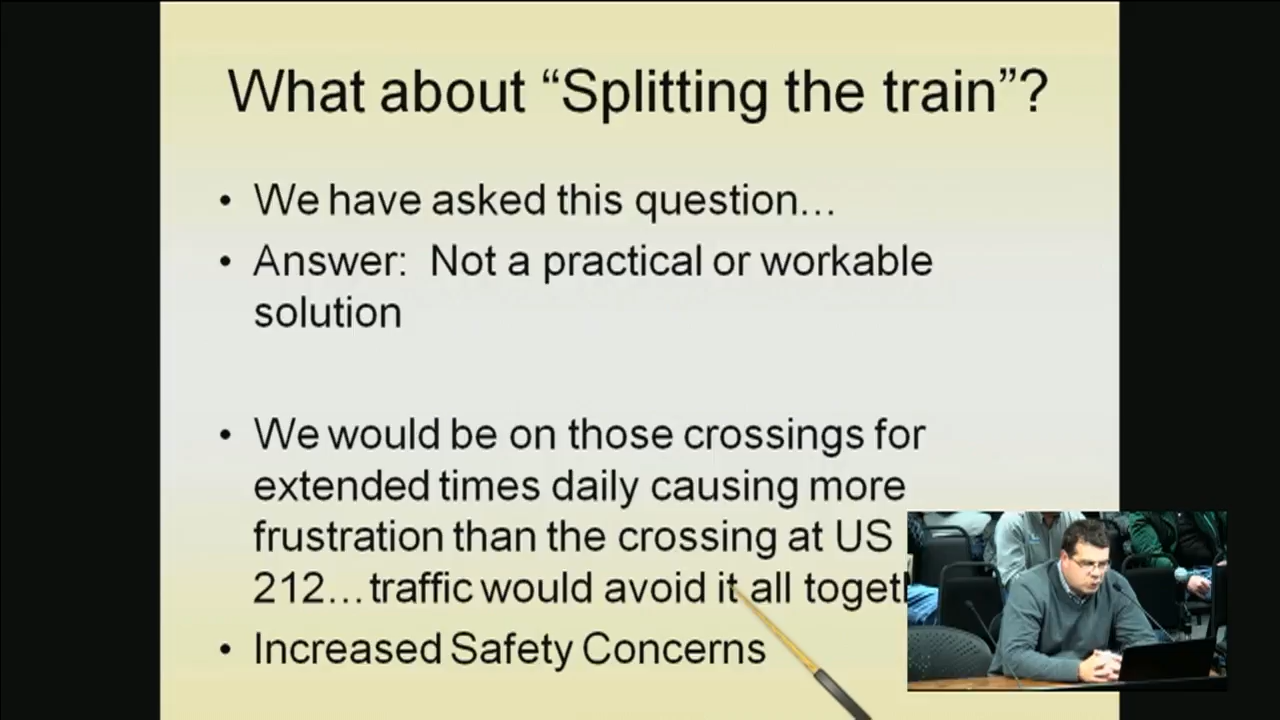 What about “Splitting the train”?
• We have asked this question…
• Answer: Not a practical or workable
solution
• We would be on those crossings for
extended times daily causing more
frustration than the crossing at US
212…traffic would avoid it all
• Increased Safety Concerns